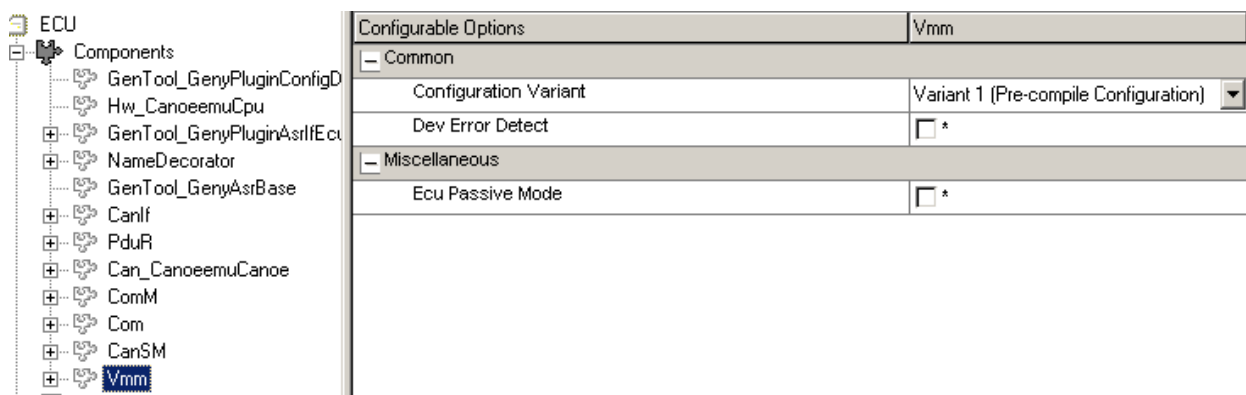 ECU
Components
GenTool_GenyPluginConfigD
Hw_CanoeemuCpu
GenTool_GenyPluginAsrIfEcu
NameDecorator
GenTool_GenyAsrBase
CanIf
PduR
Can_CanoeemuCanoe
ComM
Com
CanSM
Vmm
Configurable Options Vmm
Common
Configuration Variant Variant 1 (Pre-compile Configuration)
Dev Error Detect *
Miscellaneous
Ecu Passive Mode *